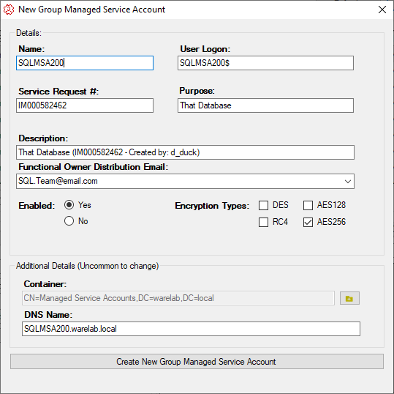 New Group Managed Service Account
Details:
Name: User Logon:
SQLMSA200 SQLMSA200$
Service Request #: Purpose:
IM000582462 That Database
Description:
That Database (IM000582462 - Created by: d_duck)
Functional Owner Distribution Email:
SQL.Team@email.com
Enabled: Yes Encryption Types: DES AES128
No RC4 AES256
Additional Details (Uncommon to change)
Container:
CN=Managed Service Accounts,DC=warelab,DC=local
DNS Name:
SQLMSA200.warelab.local
Create New Group Managed Service Account